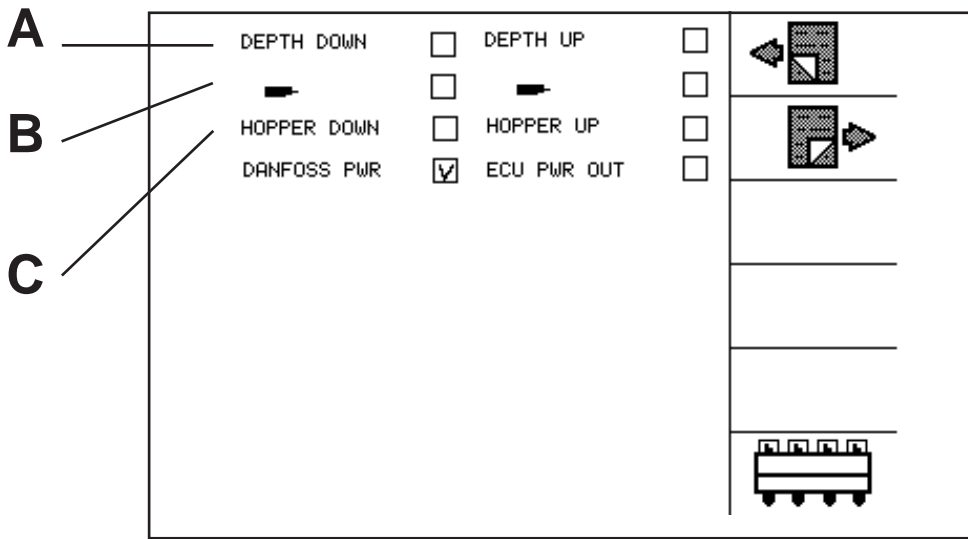 A
DEPTH DOWN DEPTH UP
B
HOPPER DOWN HOPPER UP
DANFOSS PWR V ECU PWR OUT
C